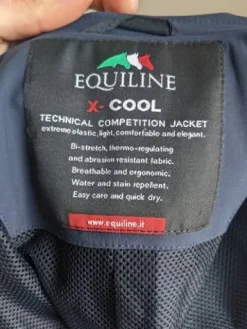 EQUILINE
X-COOL
TECHNICAL COMPETITION JACKET
extreme elastic, light, comfortable and elegant.
Bi-stretch, thermo-regulating
and abrasion resistant fabric.
Breathable and ergonomic.
Water and stain repellent.
Easy care and quick dry.
www.equiline.it